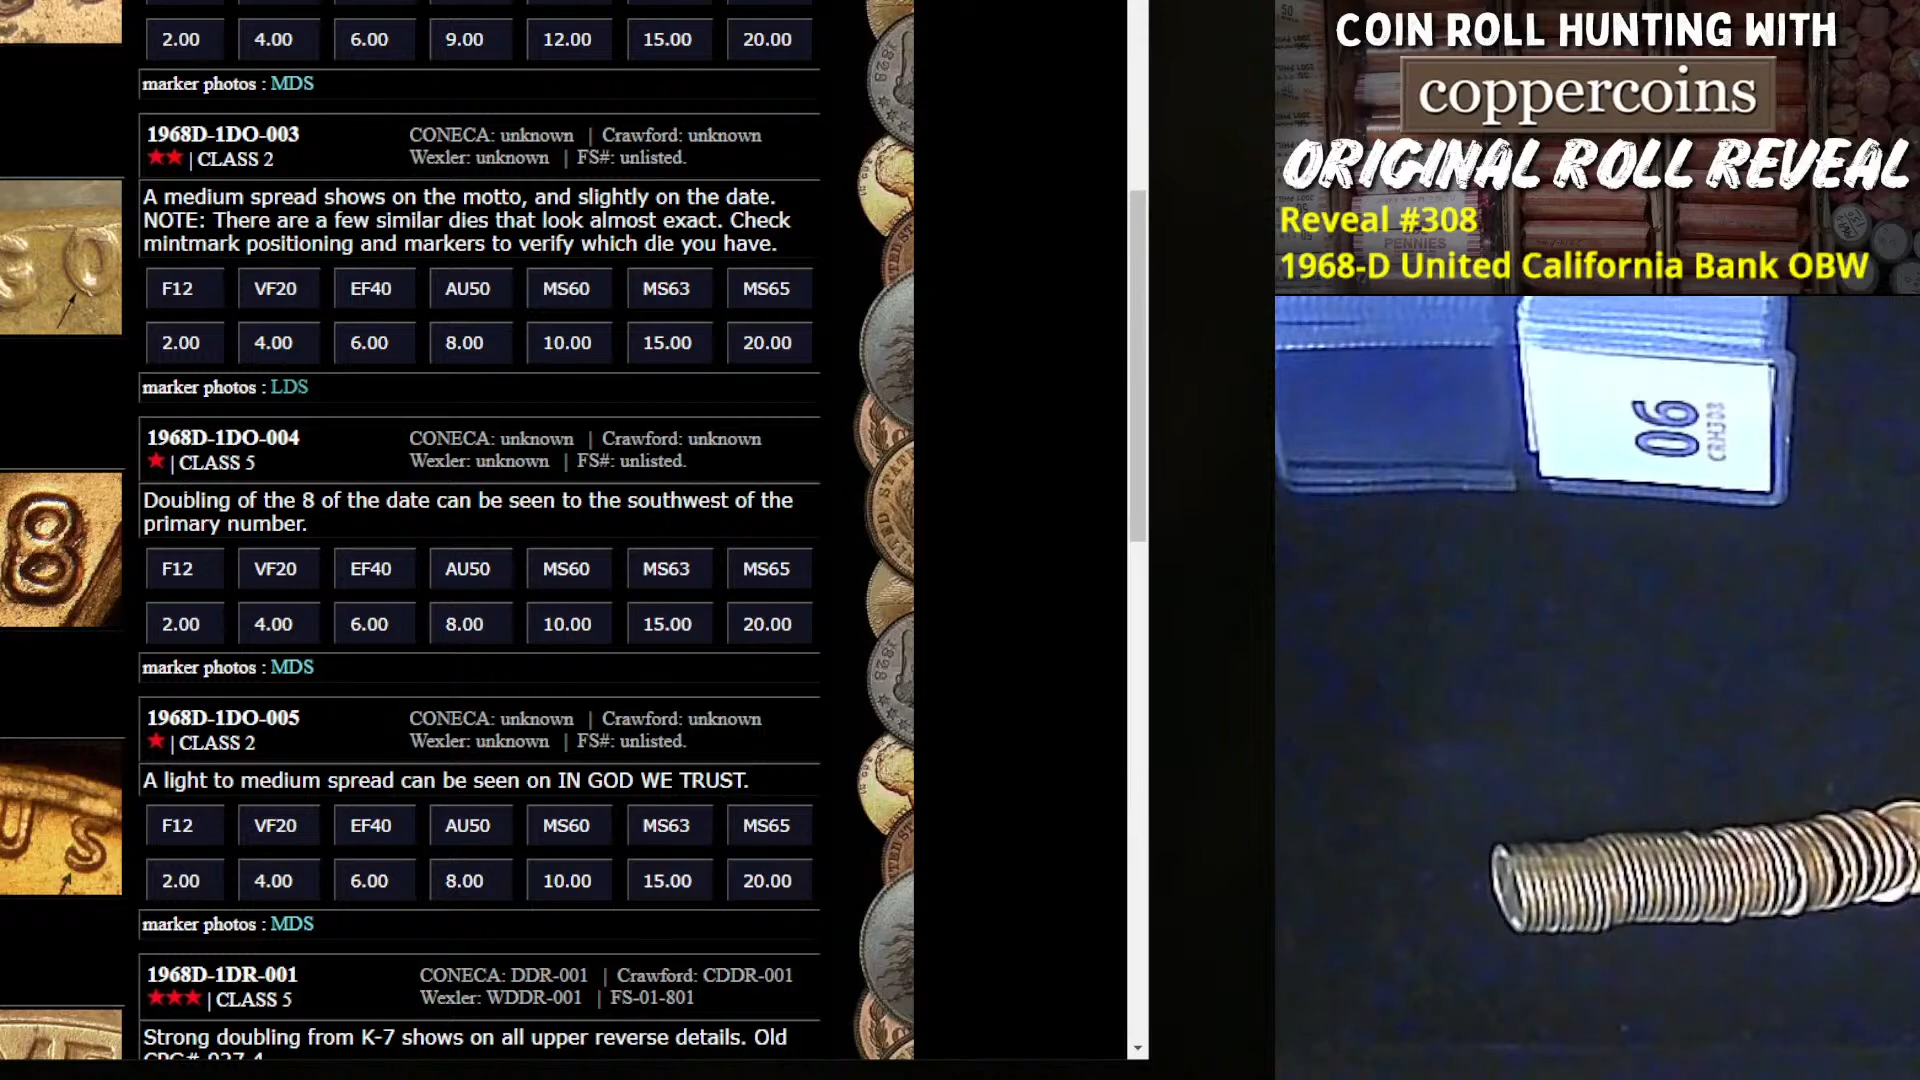 2.00 4.00 6.00 9.00 12.00 15.00 20.00
marker photos : MDS
1968D-1DO-003
CONECA: unknown | Crawford: unknown
★★ | CLASS 2
Wexler: unknown | FS#: unlisted.
A medium spread shows on the motto, and slightly on the date.
NOTE: There are a few similar dies that look almost exact. Check
mintmark positioning and markers to verify which die you have.
F12 VF20 EF40 AU50 MS60 MS63 MS65
2.00 4.00 6.00 8.00 10.00 15.00 20.00
marker photos : LDS
1968D-1DO-004
CONECA: unknown | Crawford: unknown
★ | CLASS 5
Wexler: unknown | FS#: unlisted.
Doubling of the 8 of the date can be seen to the southwest of the
primary number.
F12 VF20 EF40 AU50 MS60 MS63 MS65
2.00 4.00 6.00 8.00 10.00 15.00 20.00
marker photos : MDS
1968D-1DO-005
CONECA: unknown | Crawford: unknown
★ | CLASS 2
Wexler: unknown | FS#: unlisted.
A light to medium spread can be seen on IN GOD WE TRUST.
F12 VF20 EF40 AU50 MS60 MS63 MS65
2.00 4.00 6.00 8.00 10.00 15.00 20.00
marker photos : MDS
1968D-1DR-001
CONECA: DDR-001 | Crawford: CDDR-001
★★★ | CLASS 5
Wexler: WDDR-001 | FS-01-801
Strong doubling from K-7 shows on all upper reverse details. Old
8
U S
1828
1828
COIN ROLL HUNTING WITH
coppercoins
ORIGINAL ROLL REVEAL
Reveal #308
PENNIES
1968-D United California Bank OBW
06
CRH308